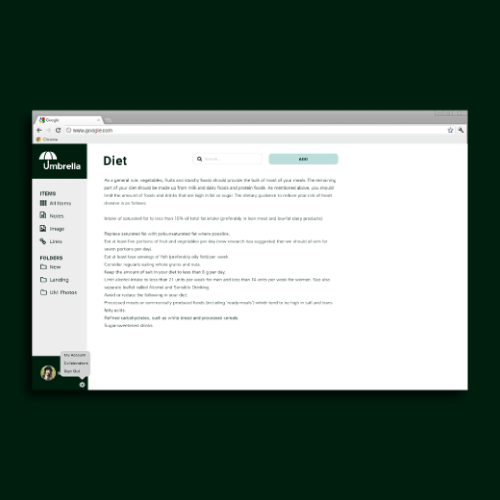 Google
www.google.com
Chrome
Umbrella
Diet
Search...
ADD
ITEMS
All Items
Notes
Image
Links
FOLDERS
New
Landing
UI/ Photos
As a general rule vegetables, fruits and starchy foods should provide the bulk of most of your meals. The remaining
part of your diet should be made up from milk and dairy foods and protein foods. As mentioned above, you should
limit the amount of foods and drinks that are high in fat or sugar. The dietary guidance to reduce your risk of heart
disease is as follows:
Intake of saturated fat to less than 10% of total fat intake (preferably in lean meat and low-fat dairy products)
Replace saturated fat with polyunsaturated fat where possible.
Eat at least five portions of fruit and vegetables per day (new research has suggested that we should aim for
seven portions per day).
Eat at least two servings of fish (preferably oily fish) per week.
Consider regularly eating whole grains and nuts.
Keep the amount of salt in your diet to less than 6 g per day.
Limit alcohol intake to less than 21 units per week for men and less than 14 units per week for women. See also
separate leaflet called Alcohol and Sensible Drinking.
Avoid or reduce the following in your diet:
Processed meats or commercially produced foods (including 'readymade') which tend to be high in salt and trans
fatty acids.
Refined carbohydrates, such as white bread and processed cereals.
Sugar-sweetened drinks.
My Account
Sign Out